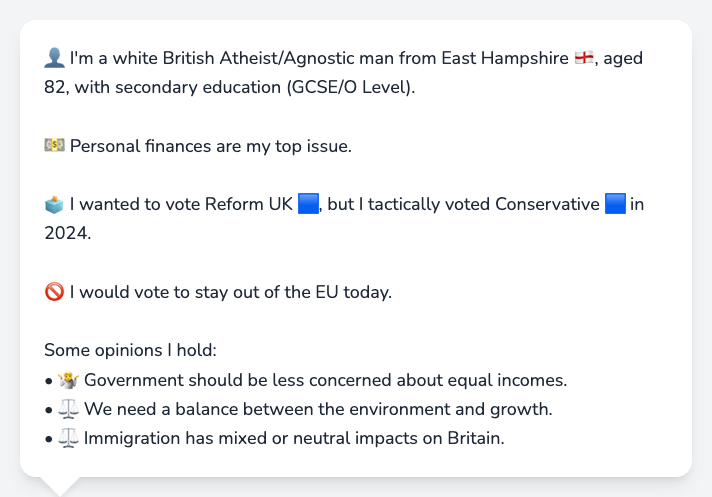 👤 I'm a white British Atheist/Agnostic man from East Hampshire 🏴󠁧󠁢󠁥󠁮󠁧󠁿, aged
82, with secondary education (GCSE/O Level).
💵 Personal finances are my top issue.
🗳️ I wanted to vote Reform UK 🟦, but I tactically voted Conservative 🟦 in
2024.
🚫 I would vote to stay out of the EU today.
Some opinions I hold:
• 🤷 Government should be less concerned about equal incomes.
• ⚖️ We need a balance between the environment and growth.
• ⚖️ Immigration has mixed or neutral impacts on Britain.